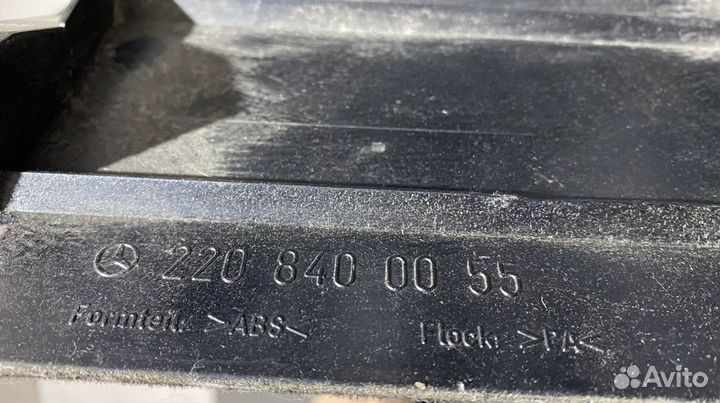 220 840 00 55
Formteil: >ABS< Flock: >PA<
Avito